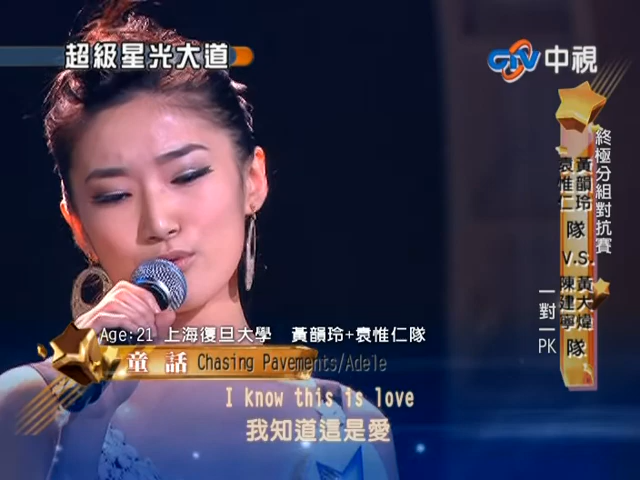 超級星光大道
CTV中視
終極分組對抗賽
黃韻玲
袁惟仁
隊
V.S.
黃大煒
陳建寧
隊
一對一PK
Age:21 上海復旦大學 黃韻玲+袁惟仁隊
童話 Chasing Pavements/Adele
I know this is love
我知道這是愛